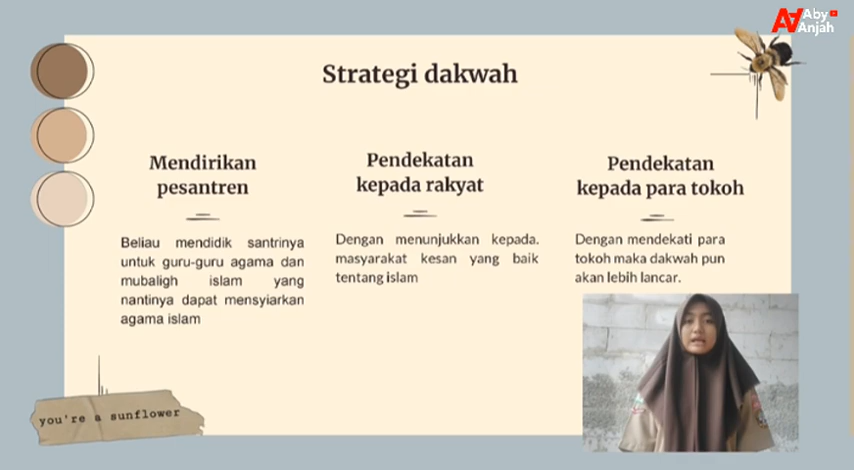 Aby
Anjah
Strategi dakwah
Mendirikan
pesantren
Beliau mendidik santrinya
untuk guru-guru agama dan
mubaligh islam yang
nantinya dapat mensyiarkan
agama islam
Pendekatan
kepada rakyat
Dengan menunjukkan kepada.
masyarakat kesan yang baik
tentang islam
Pendekatan
kepada para tokoh
Dengan mendekati para
tokoh maka dakwah pun
akan lebih lancar.
you're a sunflower